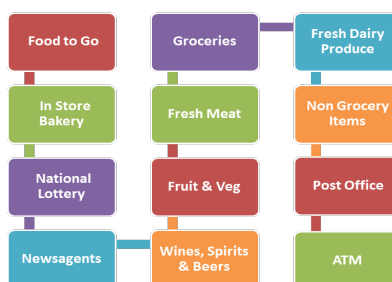 Food to Go
In Store
Bakery
National
Lottery
Newsagents
Wines, Spirits
& Beers
Fruit & Veg
Fresh Meat
Groceries
Fresh Dairy
Produce
Non Grocery
Items
Post Office
ATM